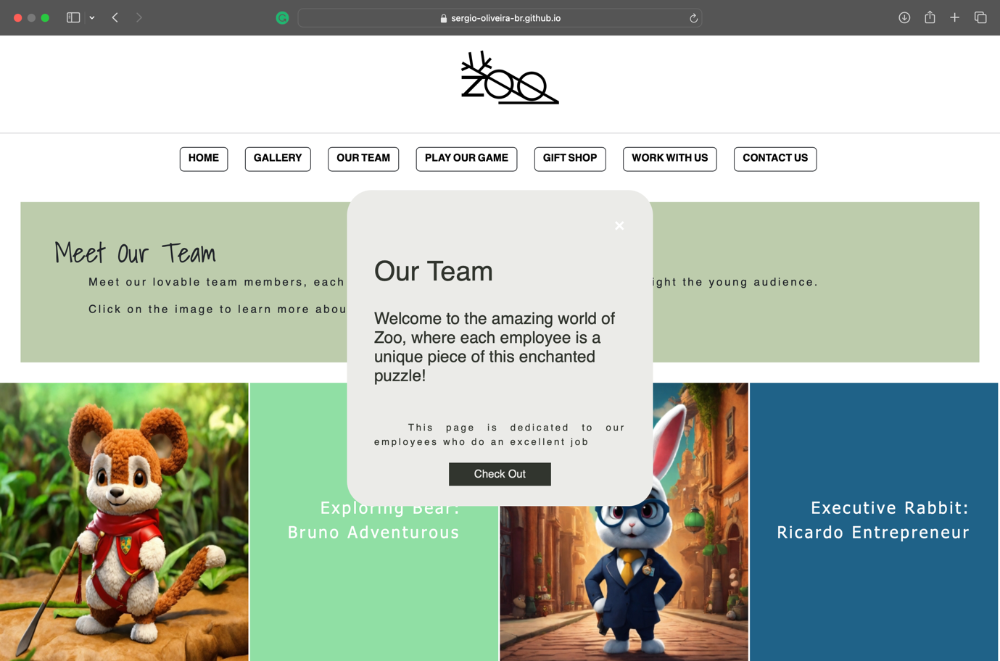 sergio-oliveira-br.github.io
ZOO
HOME
GALLERY
OUR TEAM
PLAY OUR GAME
GIFT SHOP
WORK WITH US
CONTACT US
Meet Our Team
Meet our lovable team members, each
ight the young audience.
Click on the image to learn more abou
×
Our Team
Welcome to the amazing world of
Zoo, where each employee is a
unique piece of this enchanted
puzzle!
This page is dedicated to our
employees who do an excellent job
Check Out
Exploring Bear:
Bruno Adventurous
Executive Rabbit:
Ricardo Entrepreneur